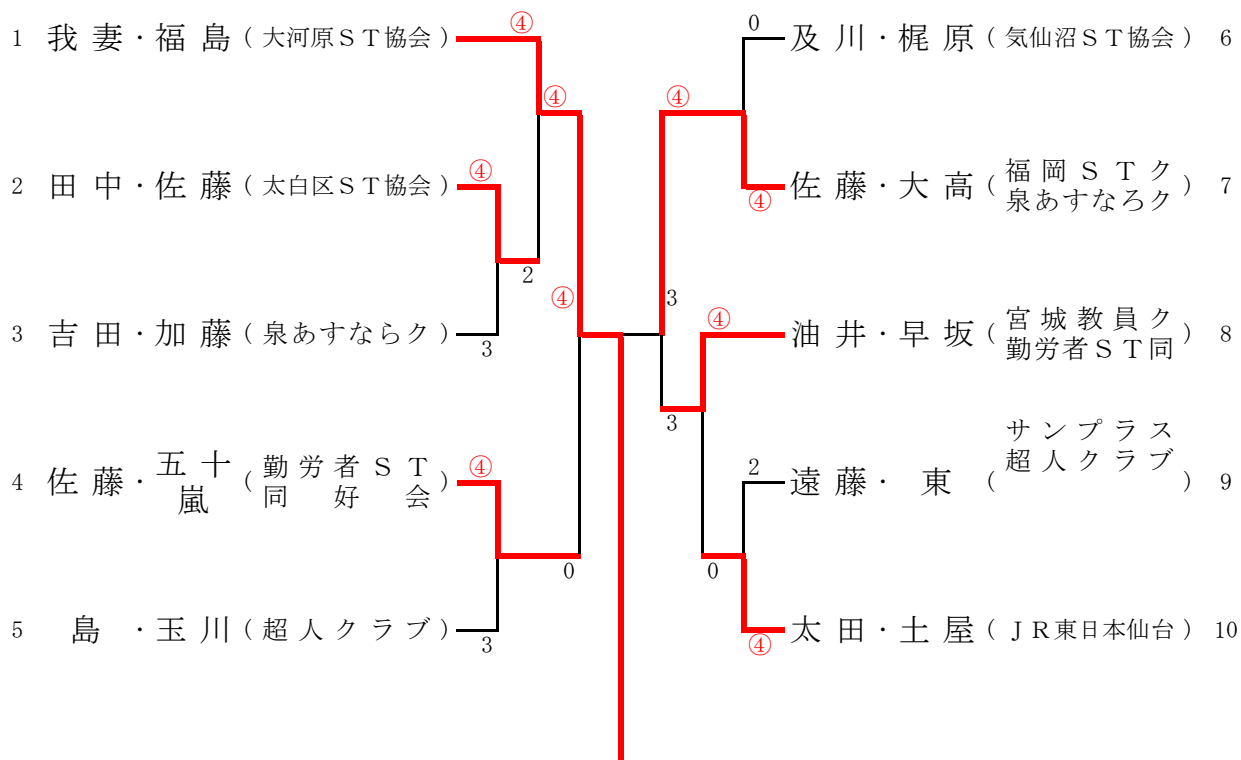 1 我妻・福島（大河原ＳＴ協会） ④
0 及川・梶原（気仙沼ＳＴ協会） 6
④
④
2 田中・佐藤（太白区ＳＴ協会） ④
④ 佐藤・大高（福岡ＳＴク
泉あすなろク） 7
2
3 吉田・加藤（泉あすならク） 3
④
3
④ 油井・早坂（宮城教員ク
勤労者ＳＴ同） 8
3
4 佐藤・五十
嵐（勤労者ＳＴ
同好会） ④
2 遠藤・東（サンプラス
超人クラブ） 9
0
0
5 島・玉川（超人クラブ） 3
④ 太田・土屋（ＪＲ東日本仙台） 10